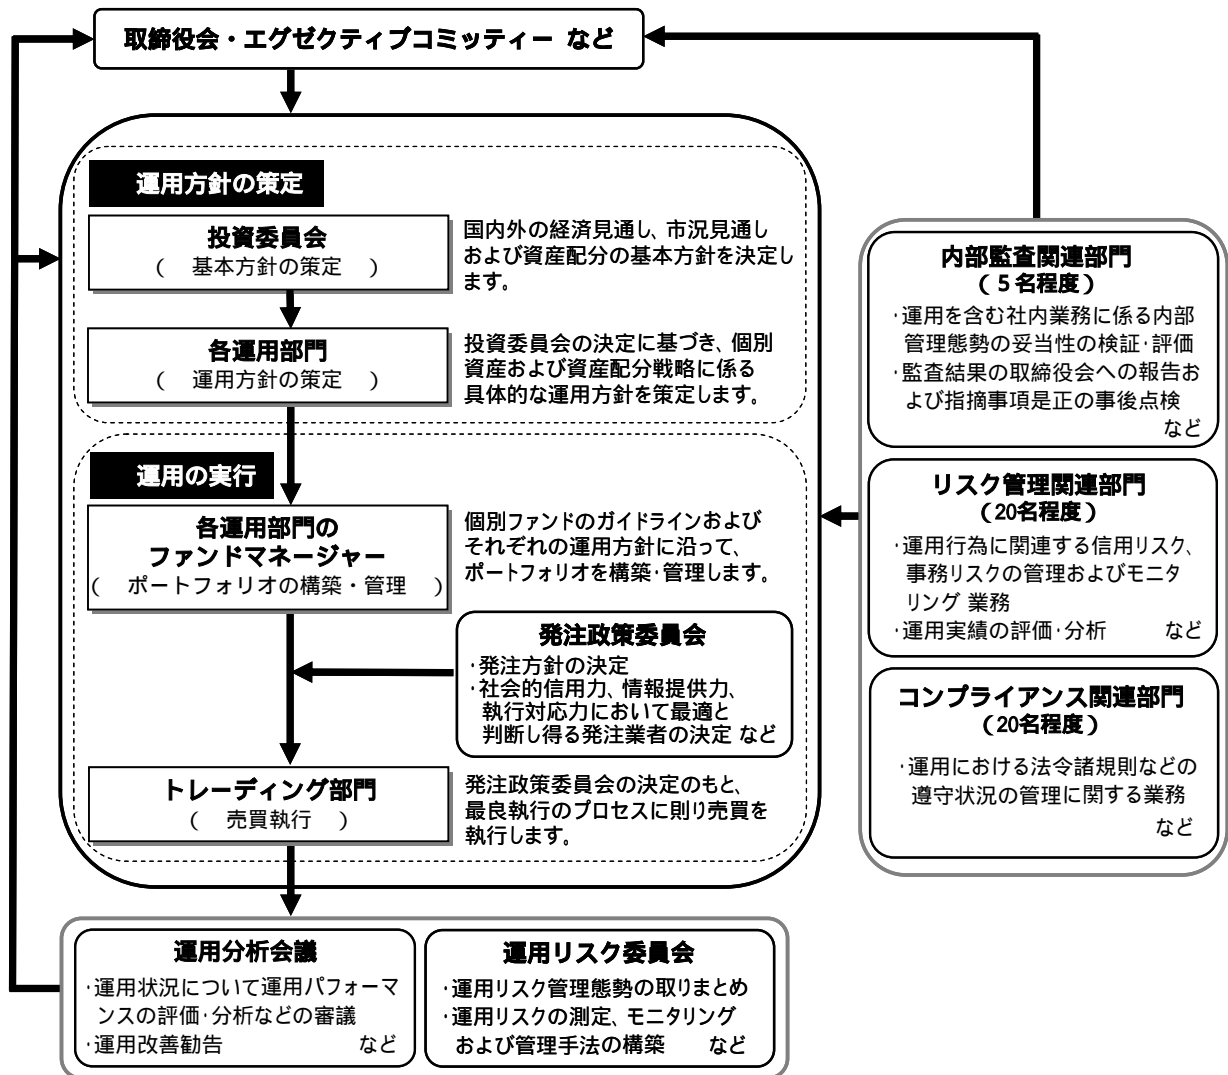 取締役会・エグゼクティブコミッティー など
運用方針の策定
投資委員会
( 基本方針の策定 )
国内外の経済見通し、市況見通し
および資産配分の基本方針を決定し
ます。
各運用部門
( 運用方針の策定 )
投資委員会の決定に基づき、個別
資産および資産配分戦略に係る
具体的な運用方針を策定します。
運用の実行
各運用部門の
ファンドマネージャー
( ポートフォリオの構築・管理 )
個別ファンドのガイドラインおよび
それぞれの運用方針に沿って、
ポートフォリオを構築・管理します。
発注政策委員会
・発注方針の決定
・社会的信用力、情報提供力、
執行対応力において最適と
判断し得る発注業者の決定 など
トレーディング部門
( 売買執行 )
発注政策委員会の決定のもと、
最良執行のプロセスに則り売買を
執行します。
運用分析会議
・運用状況について運用パフォーマ
ンスの評価・分析などの審議
・運用改善勧告 など
運用リスク委員会
・運用リスク管理態勢の取りまとめ
・運用リスクの測定、モニタリング
および管理手法の構築 など
内部監査関連部門
(5名程度)
・運用を含む社内業務に係る内部
管理態勢の妥当性の検証・評価
・監査結果の取締役会への報告お
よび指摘事項是正の事後点検
など
リスク管理関連部門
(20名程度)
・運用行為に関連する信用リスク、
事務リスクの管理およびモニタ
リング 業務
・運用実績の評価・分析 など
コンプライアンス関連部門
(20名程度)
・運用における法令諸規則などの
遵守状況の管理に関する業務
など